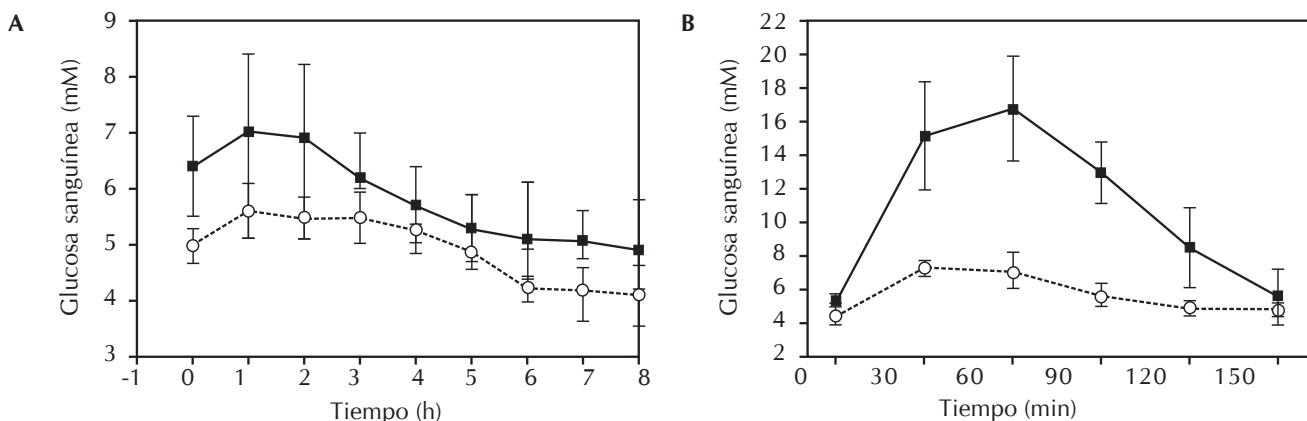 A
Glucosa sanguínea (mM)
9
8
7
6
5
4
3
-1 0 1 2 3 4 5 6 7 8
Tiempo (h)
B
Glucosa sanguínea (mM)
22
20
18
16
14
12
10
8
6
4
2
0 30 60 90 120 150
Tiempo (min)